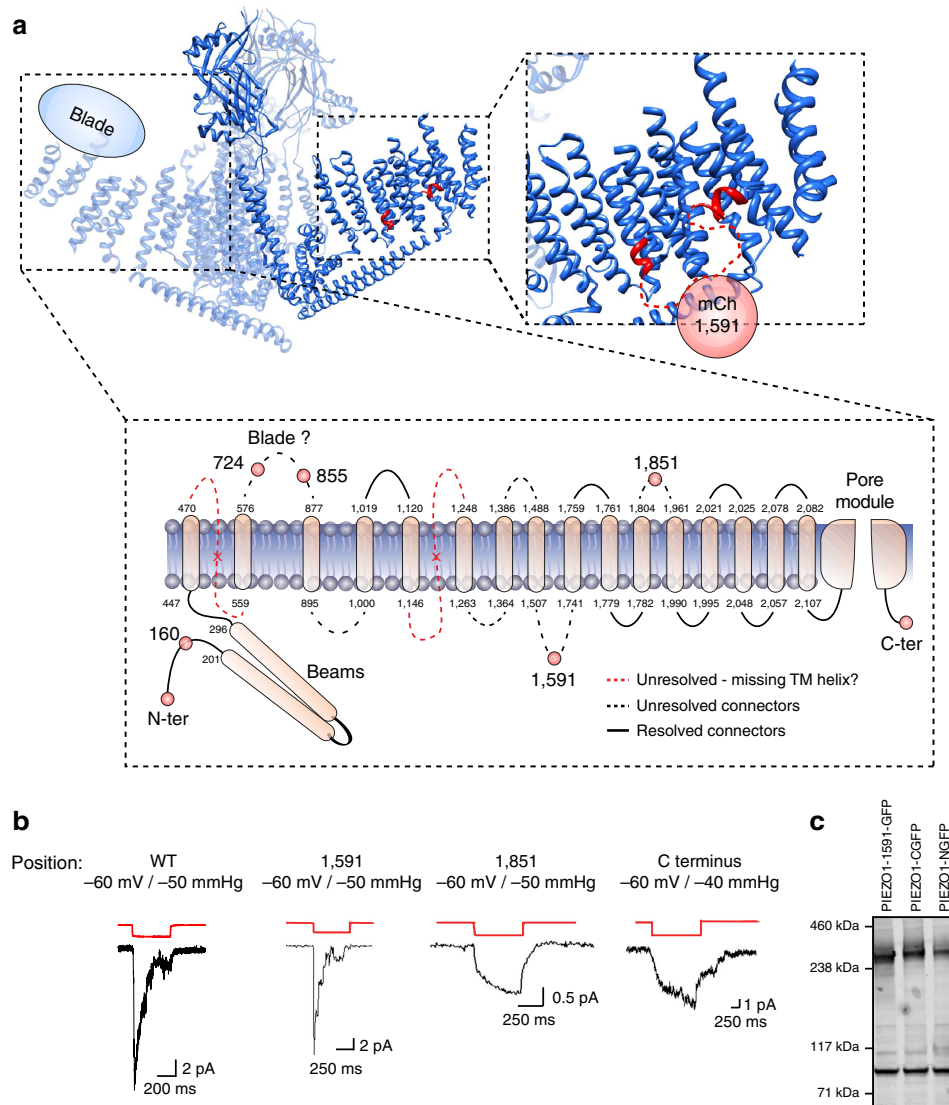 a
Blade
mCh
1,591
Blade ?
724
855
1,851
Pore
module
470
576
877
1,019
1,120
1,248
1,386
1,488
1,759
1,761
1,804
1,961
2,021
2,025
2,078
2,082
447
559
895
1,000
1,146
1,263
1,364
1,507
1,741
1,779
1,782
1,990
1,995
2,048
2,057
2,107
160
296
201
Beams
N-ter
1,591
C-ter
Unresolved - missing TM helix?
Unresolved connectors
Resolved connectors
b
Position:
WT
–60 mV / –50 mmHg
1,591
–60 mV / –50 mmHg
1,851
–60 mV / –50 mmHg
C terminus
–60 mV / –40 mmHg
2 pA
200 ms
2 pA
250 ms
0.5 pA
250 ms
1 pA
250 ms
c
PIEZO1-1591-GFP
PIEZO1-CGFP
PIEZO1-NGFP
460 kDa
238 kDa
117 kDa
71 kDa